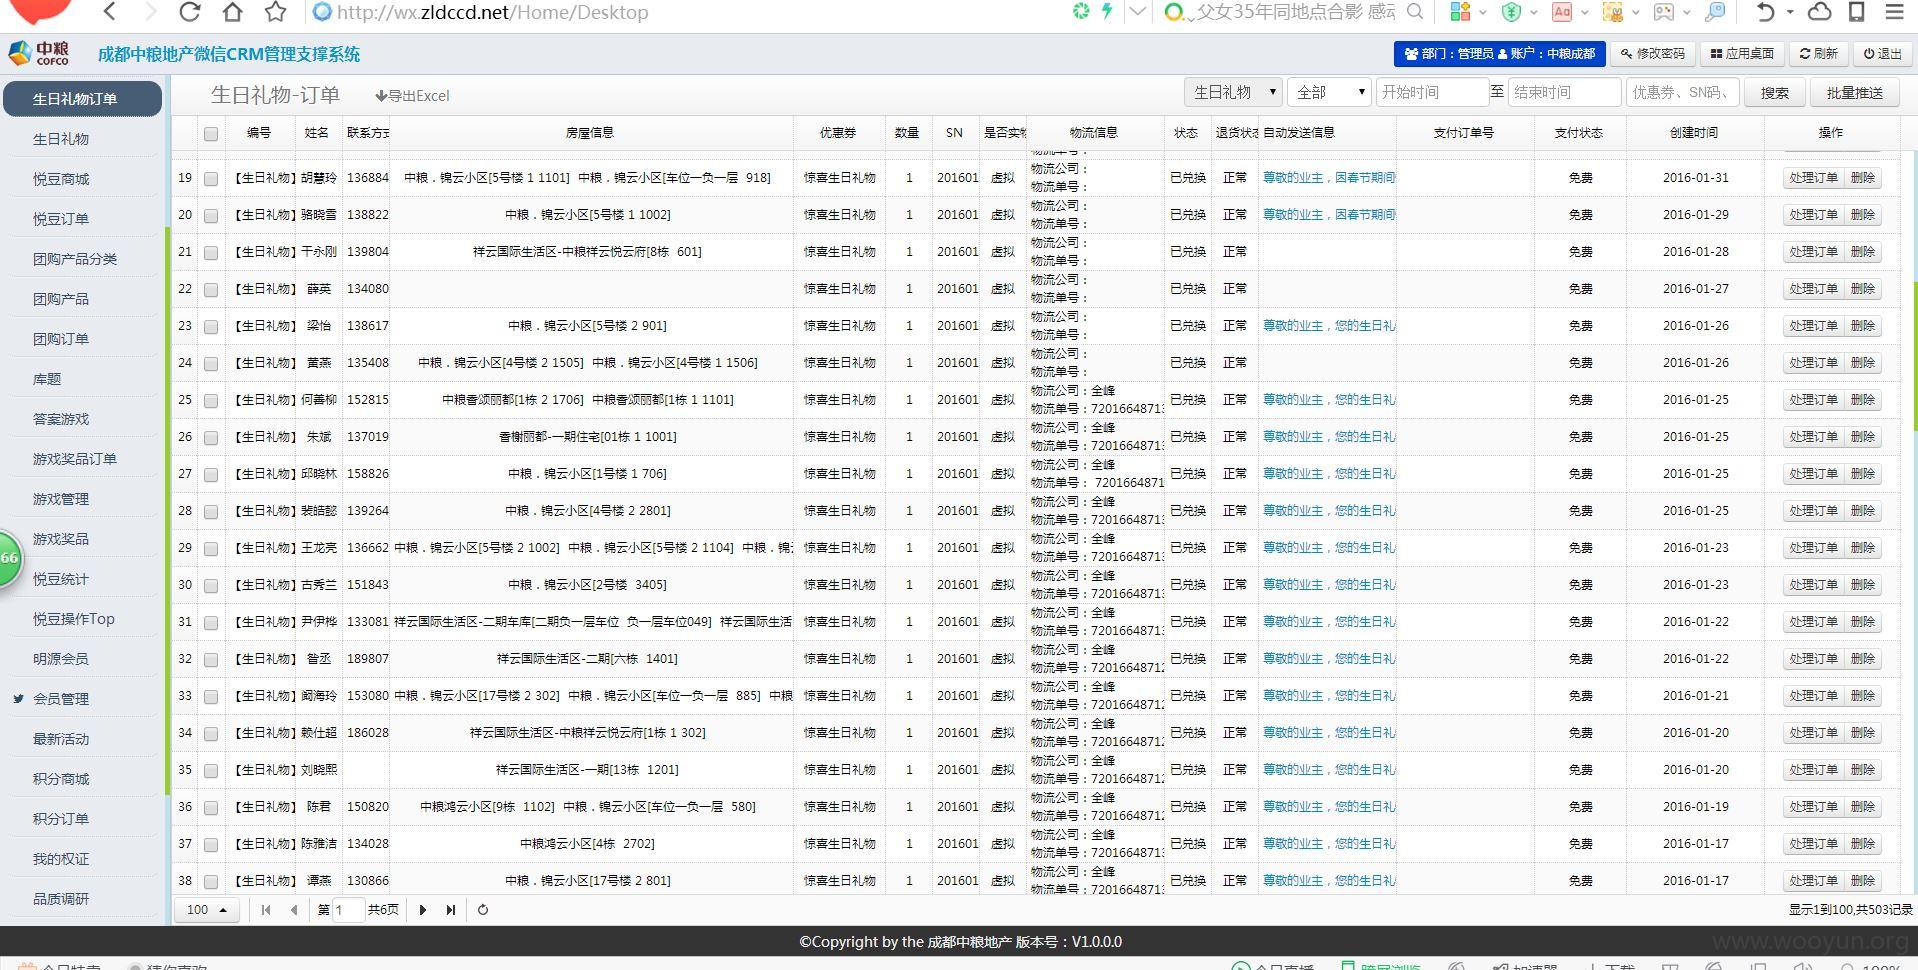 http://wx.zldccd.net/Home/Desktop 父女35年同地点合影 感动
中粮 COFCO 成都中粮地产微信CRM管理支撑系统 部门：管理员 账户：中粮成都 修改密码 应用桌面 刷新 退出
生日礼物订单
生日礼物
悦豆商城
悦豆订单
团购产品分类
团购产品
团购订单
库题
答案游戏
游戏奖品订单
游戏管理
游戏奖品
悦豆统计
悦豆操作Top
明源会员
会员管理
最新活动
积分商城
积分订单
我的权证
品质调研
66
生日礼物-订单 导出Excel 生日礼物 全部 开始时间 至 结束时间 优惠券、SN码、 搜索 批量推送
编号 姓名 联系方式 房屋信息 优惠券 数量 SN 是否实物 物流信息 状态 退货状态 自动发送信息 支付订单号 支付状态 创建时间 操作
物流单号：
19 【生日礼物】 胡慧玲 136884 中粮．锦云小区[5号楼 1 1101] 中粮．锦云小区[车位一负一层 918] 惊喜生日礼物 1 201601 虚拟 物流公司： 物流单号： 已兑换 正常 尊敬的业主，因春节期间 免费 2016-01-31 处理订单 删除
20 【生日礼物】 骆晓雪 138822 中粮．锦云小区[5号楼 1 1002] 惊喜生日礼物 1 201601 虚拟 物流公司： 物流单号： 已兑换 正常 尊敬的业主，因春节期间 免费 2016-01-29 处理订单 删除
21 【生日礼物】 干永刚 139804 祥云国际生活区-中粮祥云悦云府[8栋 601] 惊喜生日礼物 1 201601 虚拟 物流公司： 物流单号： 已兑换 正常 免费 2016-01-28 处理订单 删除
22 【生日礼物】 薛英 134080 惊喜生日礼物 1 201601 虚拟 物流公司： 物流单号： 已兑换 正常 免费 2016-01-27 处理订单 删除
23 【生日礼物】 梁怡 138617 中粮．锦云小区[5号楼 2 901] 惊喜生日礼物 1 201601 虚拟 物流公司： 物流单号： 已兑换 正常 尊敬的业主，您的生日礼 免费 2016-01-26 处理订单 删除
24 【生日礼物】 黄燕 135408 中粮．锦云小区[4号楼 2 1505] 中粮．锦云小区[4号楼 1 1506] 惊喜生日礼物 1 201601 虚拟 物流公司： 物流单号： 已兑换 正常 免费 2016-01-26 处理订单 删除
25 【生日礼物】 何善柳 152815 中粮香颂丽都[1栋 2 1706] 中粮香颂丽都[1栋 1 1101] 惊喜生日礼物 1 201601 虚拟 物流公司：全峰 物流单号：72016648713 已兑换 正常 尊敬的业主，您的生日礼 免费 2016-01-25 处理订单 删除
26 【生日礼物】 朱斌 137019 香榭丽都-一期住宅[01栋 1 1001] 惊喜生日礼物 1 201601 虚拟 物流公司：全峰 物流单号：72016648713 已兑换 正常 尊敬的业主，您的生日礼 免费 2016-01-25 处理订单 删除
27 【生日礼物】 邱晓林 158826 中粮．锦云小区[1号楼 1 706] 惊喜生日礼物 1 201601 虚拟 物流公司：全峰 物流单号： 7201664871 已兑换 正常 尊敬的业主，您的生日礼 免费 2016-01-25 处理订单 删除
28 【生日礼物】 裴皓懿 139264 中粮．锦云小区[4号楼 2 2801] 惊喜生日礼物 1 201601 虚拟 物流公司：全峰 物流单号：72016648713 已兑换 正常 尊敬的业主，您的生日礼 免费 2016-01-25 处理订单 删除
29 【生日礼物】 王龙亮 136662 中粮．锦云小区[5号楼 2 1002] 中粮．锦云小区[5号楼 2 1104] 中粮．锦 惊喜生日礼物 1 201601 虚拟 物流公司：全峰 物流单号：72016648713 已兑换 正常 尊敬的业主，您的生日礼 免费 2016-01-23 处理订单 删除
30 【生日礼物】 古秀兰 151843 中粮．锦云小区[2号楼 3405] 惊喜生日礼物 1 201601 虚拟 物流公司：全峰 物流单号：72016648713 已兑换 正常 尊敬的业主，您的生日礼 免费 2016-01-23 处理订单 删除
31 【生日礼物】 尹伊桦 133081 祥云国际生活区-二期车库[二期负一层车位 负一层车位049] 祥云国际生活 惊喜生日礼物 1 201601 虚拟 物流公司：全峰 物流单号：72016648713 已兑换 正常 尊敬的业主，您的生日礼 免费 2016-01-22 处理订单 删除
32 【生日礼物】 昝丞 189807 祥云国际生活区-二期[六栋 1401] 惊喜生日礼物 1 201601 虚拟 物流公司：全峰 物流单号：72016648712 已兑换 正常 尊敬的业主，您的生日礼 免费 2016-01-22 处理订单 删除
33 【生日礼物】 阚海玲 153080 中粮．锦云小区[17号楼 2 302] 中粮．锦云小区[车位一负一层 885] 中粮 惊喜生日礼物 1 201601 虚拟 物流公司：全峰 物流单号：72016648712 已兑换 正常 尊敬的业主，您的生日礼 免费 2016-01-21 处理订单 删除
34 【生日礼物】 赖仕超 186028 祥云国际生活区-中粮祥云悦云府[1栋 1 302] 惊喜生日礼物 1 201601 虚拟 物流公司：全峰 物流单号：72016648712 已兑换 正常 尊敬的业主，您的生日礼 免费 2016-01-20 处理订单 删除
35 【生日礼物】 刘晓熙 祥云国际生活区-一期[13栋 1201] 惊喜生日礼物 1 201601 虚拟 物流公司：全峰 物流单号：72016648712 已兑换 正常 尊敬的业主，您的生日礼 免费 2016-01-20 处理订单 删除
36 【生日礼物】 陈君 150820 中粮鸿云小区[9栋 1102] 中粮．锦云小区[车位一负一层 580] 惊喜生日礼物 1 201601 虚拟 物流公司：全峰 物流单号：72016648712 已兑换 正常 尊敬的业主，您的生日礼 免费 2016-01-19 处理订单 删除
37 【生日礼物】 陈雅洁 134028 中粮鸿云小区[4栋 2702] 惊喜生日礼物 1 201601 虚拟 物流公司：全峰 物流单号：72016648713 已兑换 正常 尊敬的业主，您的生日礼 免费 2016-01-17 处理订单 删除
38 【生日礼物】 谭燕 130866 中粮．锦云小区[17号楼 2 801] 惊喜生日礼物 1 201601 虚拟 物流公司：全峰 物流单号：72016648713 已兑换 正常 尊敬的业主，您的生日礼 免费 2016-01-17 处理订单 删除
100 第 1 共6页 显示1到100,共503记录
©Copyright by the 成都中粮地产 版本号：V1.0.0.0
www.wooyun.org
今日特卖 猜你喜欢 今日直播 跨屏浏览 加速器 下载 100%